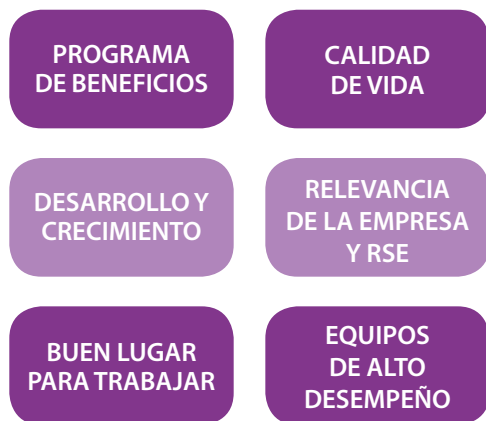 PROGRAMA
DE BENEFICIOS
CALIDAD
DE VIDA
DESARROLLO Y
CRECIMIENTO
RELEVANCIA
DE LA EMPRESA
Y RSE
BUEN LUGAR
PARA TRABAJAR
EQUIPOS
DE ALTO
DESEMPEÑO